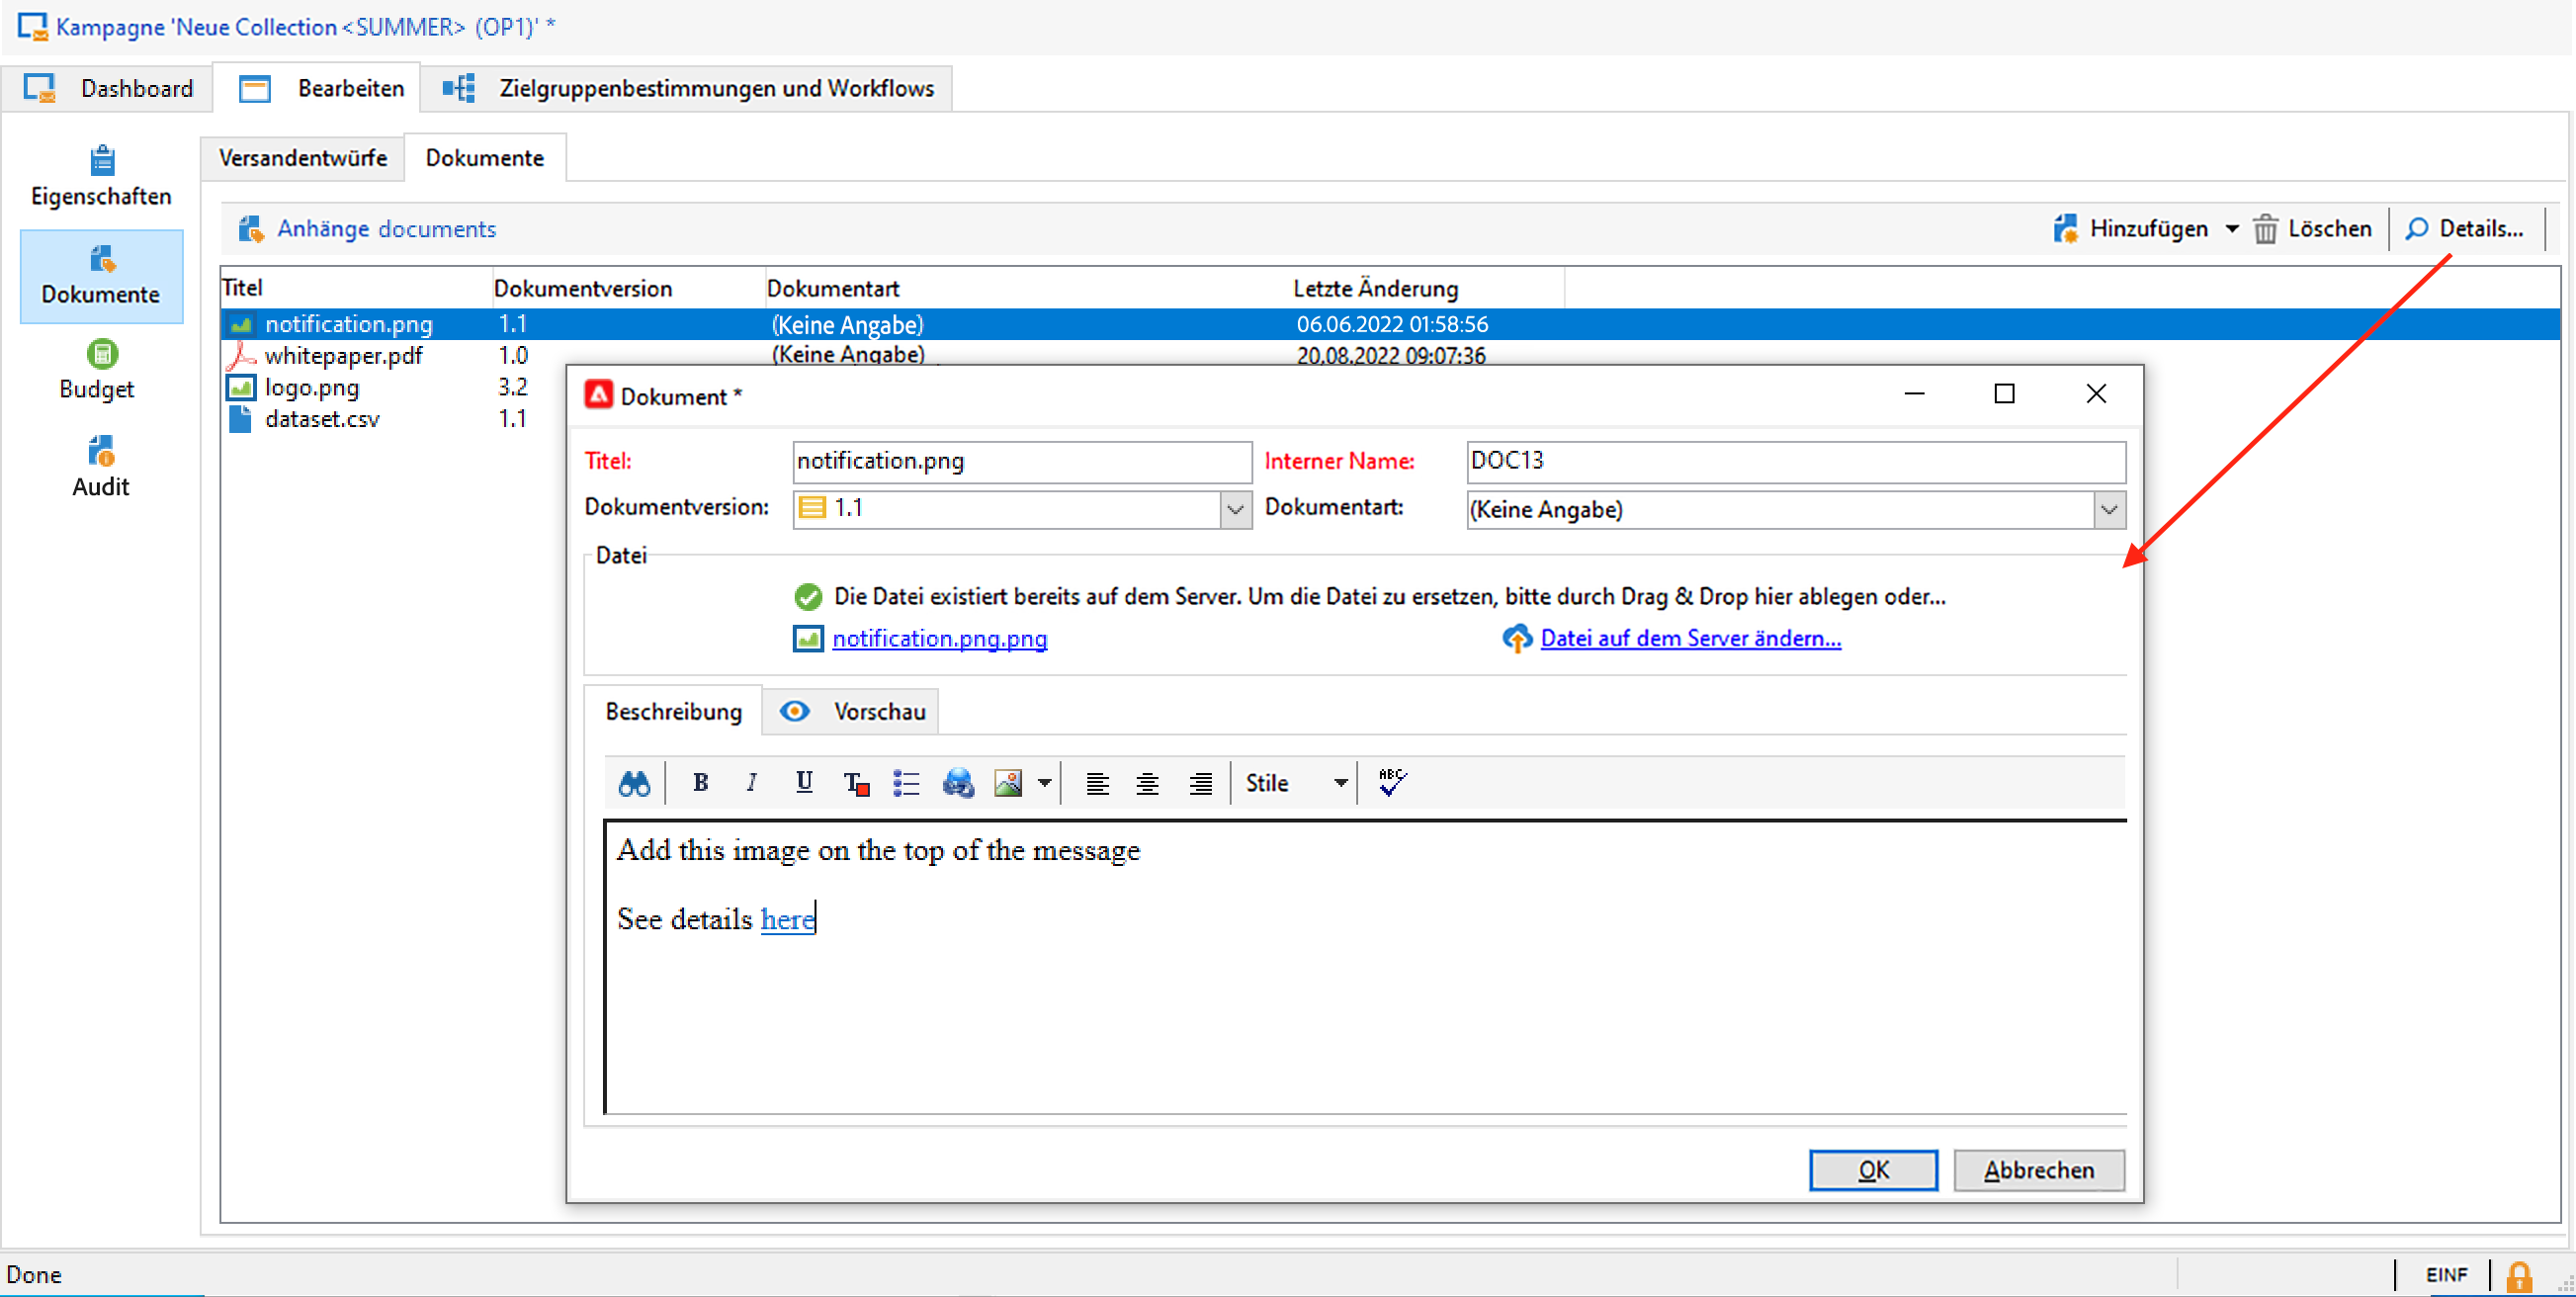 Kampagne 'Neue Collection <SUMMER> (OP1)' *
Dashboard Bearbeiten Zielgruppenbestimmungen und Workflows
Eigenschaften
Dokumente
Budget
Audit
Versandentwürfe Dokumente
Anhänge documents Hinzufügen Löschen Details...
Titel Dokumentversion Dokumentart Letzte Änderung
notification.png 1.1 (Keine Angabe) 06.06.2022 01:58:56
whitepaper.pdf 1.0 (Keine Angabe) 20.08.2022 09:07:36
logo.png 3.2
dataset.csv 1.1
Dokument *
Titel: notification.png Interner Name: DOC13
Dokumentversion: 1.1 Dokumentart: (Keine Angabe)
Datei
Die Datei existiert bereits auf dem Server. Um die Datei zu ersetzen, bitte durch Drag & Drop hier ablegen oder...
notification.png.png Datei auf dem Server ändern...
Beschreibung Vorschau
B I U T Stile ABC
Add this image on the top of the message
See details here
OK Abbrechen
Done EINF